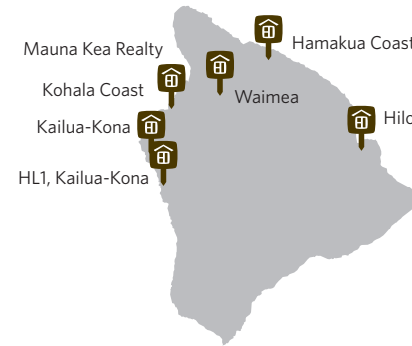 Mauna Kea Realty
Hamakua Coast
Kohala Coast
Waimea
Kailua-Kona
Hilo
HL1, Kailua-Kona